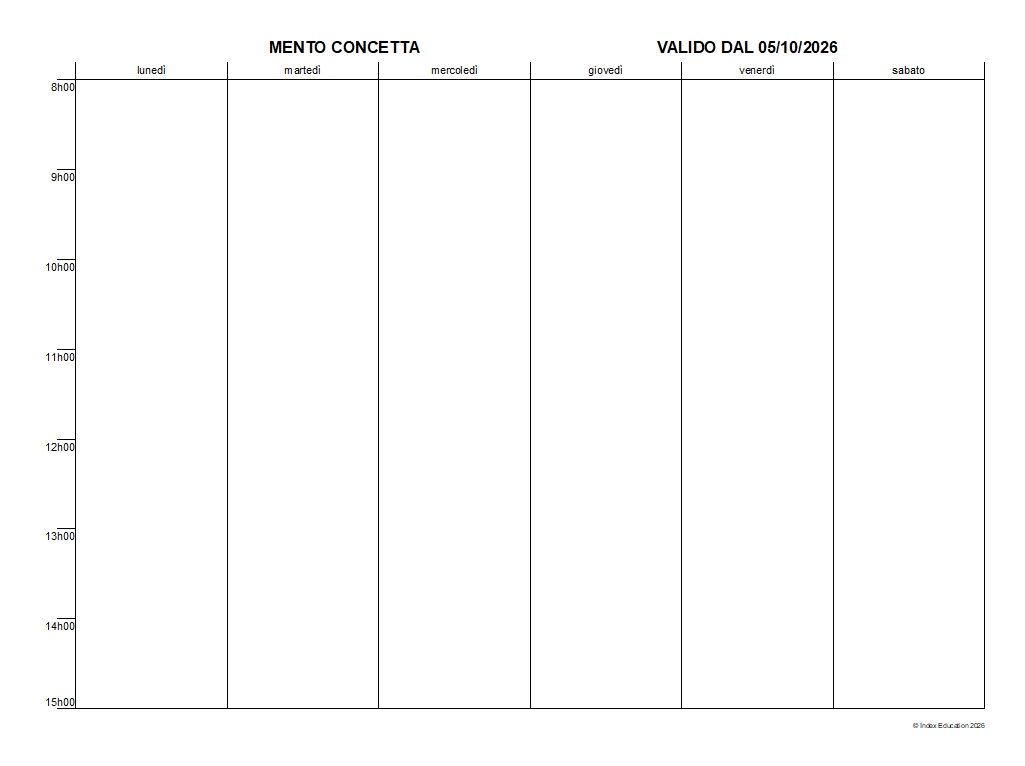 MENTO CONCETTA VALIDO DAL 05/10/2026
lunedì martedì mercoledì giovedì venerdì sabato
8h00
9h00
10h00
11h00
12h00
13h00
14h00
15h00
© Index Education 2026